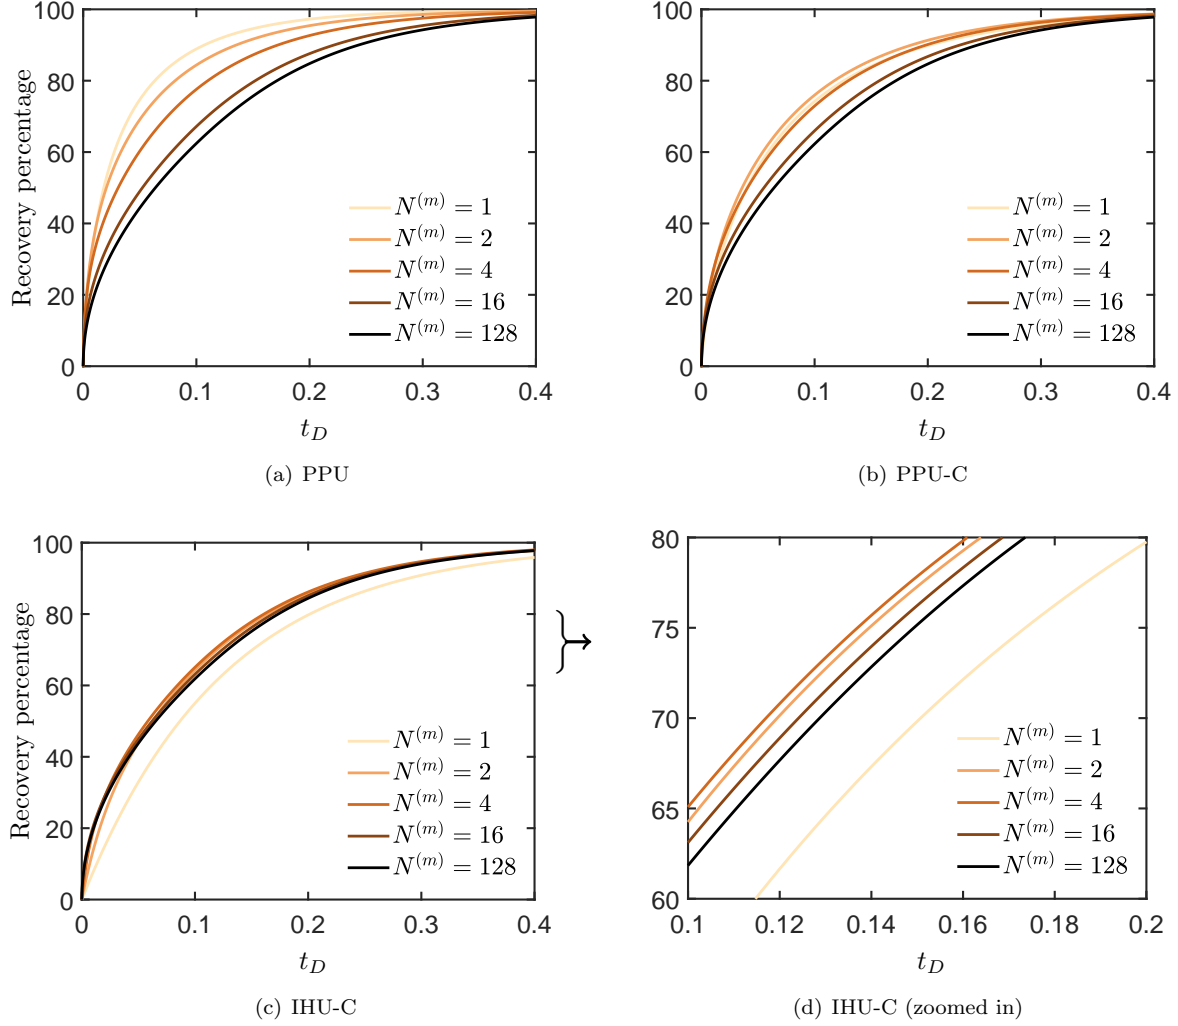 Recovery percentage
100
80
60
40
20
0
0 0.1 0.2 0.3 0.4
t_D
N^{(m)} = 1
N^{(m)} = 2
N^{(m)} = 4
N^{(m)} = 16
N^{(m)} = 128
(a) PPU
Recovery percentage
100
80
60
40
20
0
0 0.1 0.2 0.3 0.4
t_D
N^{(m)} = 1
N^{(m)} = 2
N^{(m)} = 4
N^{(m)} = 16
N^{(m)} = 128
(b) PPU-C
Recovery percentage
100
80
60
40
20
0
0 0.1 0.2 0.3 0.4
t_D
N^{(m)} = 1
N^{(m)} = 2
N^{(m)} = 4
N^{(m)} = 16
N^{(m)} = 128
(c) IHU-C
80
75
70
65
60
0.1 0.12 0.14 0.16 0.18 0.2
t_D
N^{(m)} = 1
N^{(m)} = 2
N^{(m)} = 4
N^{(m)} = 16
N^{(m)} = 128
(d) IHU-C (zoomed in)